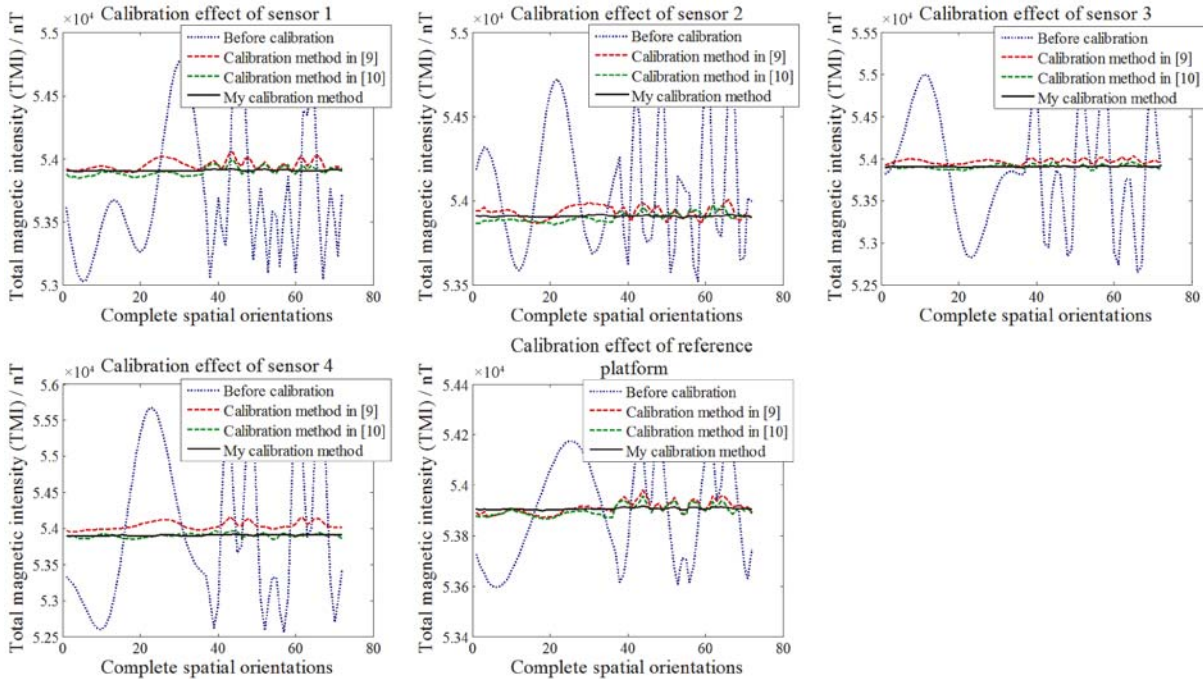 Calibration effect of sensor 1
×10⁴
Total magnetic intensity (TMI) / nT
5.5
5.45
5.4
5.35
5.3
0 20 40 60 80
Complete spatial orientations
Before calibration
Calibration method in [9]
Calibration method in [10]
My calibration method
Calibration effect of sensor 2
×10⁴
Total magnetic intensity (TMI) / nT
5.5
5.45
5.4
5.35
0 20 40 60 80
Complete spatial orientations
Before calibration
Calibration method in [9]
Calibration method in [10]
My calibration method
Calibration effect of sensor 3
×10⁴
Total magnetic intensity (TMI) / nT
5.55
5.5
5.45
5.4
5.35
5.3
5.25
0 20 40 60 80
Complete spatial orientations
Before calibration
Calibration method in [9]
Calibration method in [10]
My calibration method
Calibration effect of sensor 4
×10⁴
Total magnetic intensity (TMI) / nT
5.6
5.55
5.5
5.45
5.4
5.35
5.3
5.25
0 20 40 60 80
Complete spatial orientations
Before calibration
Calibration method in [9]
Calibration method in [10]
My calibration method
Calibration effect of reference
platform
×10⁴
Total magnetic intensity (TMI) / nT
5.44
5.42
5.4
5.38
5.36
5.34
0 20 40 60 80
Complete spatial orientations
Before calibration
Calibration method in [9]
Calibration method in [10]
My calibration method